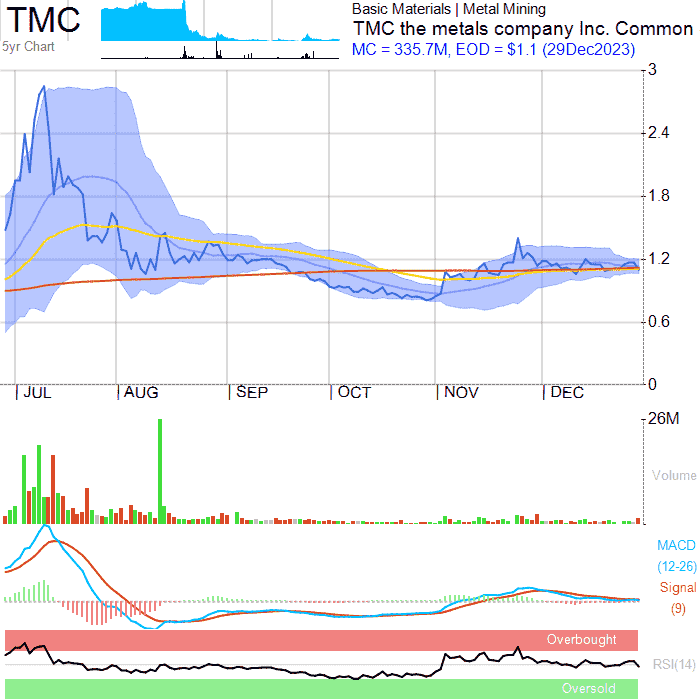 TMC
5yr Chart
Basic Materials | Metal Mining
TMC the metals company Inc. Common
MC = 335.7M, EOD = $1.1 (29Dec2023)
3
2.4
1.8
1.2
0.6
0
JUL AUG SEP OCT NOV DEC
26M
Volume
MACD
(12-26)
Signal
(9)
Overbought
RSI(14)
Oversold